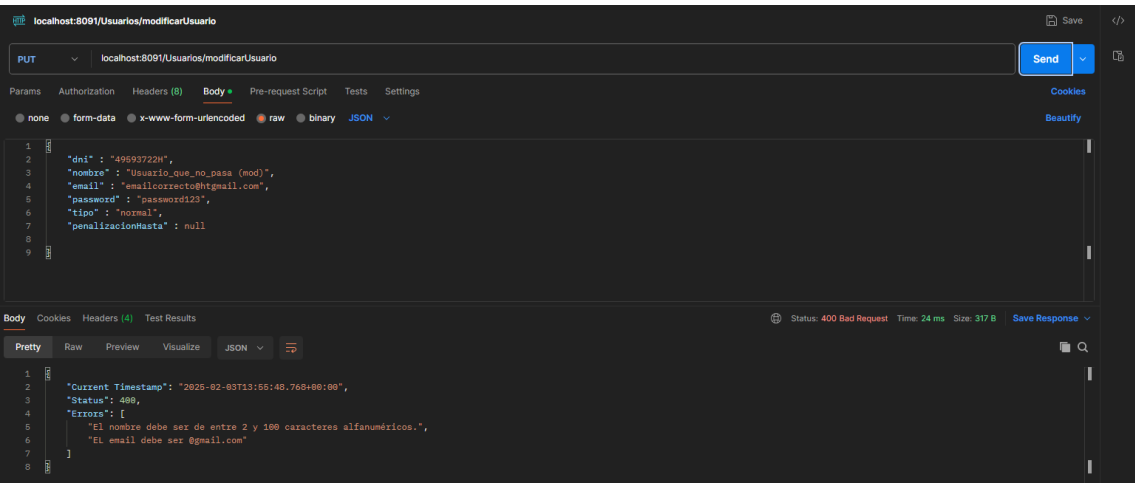 HTTP localhost:8091/Usuarios/modificarUsuario Save </>
PUT localhost:8091/Usuarios/modificarUsuario Send
Params Authorization Headers (8) Body Pre-request Script Tests Settings Cookies
none form-data x-www-form-urlencoded raw binary JSON Beautify
1 {
2 "dni" : "49593722H",
3 "nombre" : "Usuario_que_no_pasa (mod)",
4 "email" : "emailcorrecto@htgmail.com",
5 "password" : "password123",
6 "tipo" : "normal",
7 "penalizacionHasta" : null
8
9 }
Body Cookies Headers (4) Test Results Status: 400 Bad Request Time: 24 ms Size: 317 B Save Response
Pretty Raw Preview Visualize JSON
1 {
2 "Current Timestamp": "2025-02-03T13:55:48.768+00:00",
3 "Status": 400,
4 "Errors": [
5 "El nombre debe ser de entre 2 y 100 caracteres alfanuméricos.",
6 "EL email debe ser @gmail.com"
7 ]
8 }